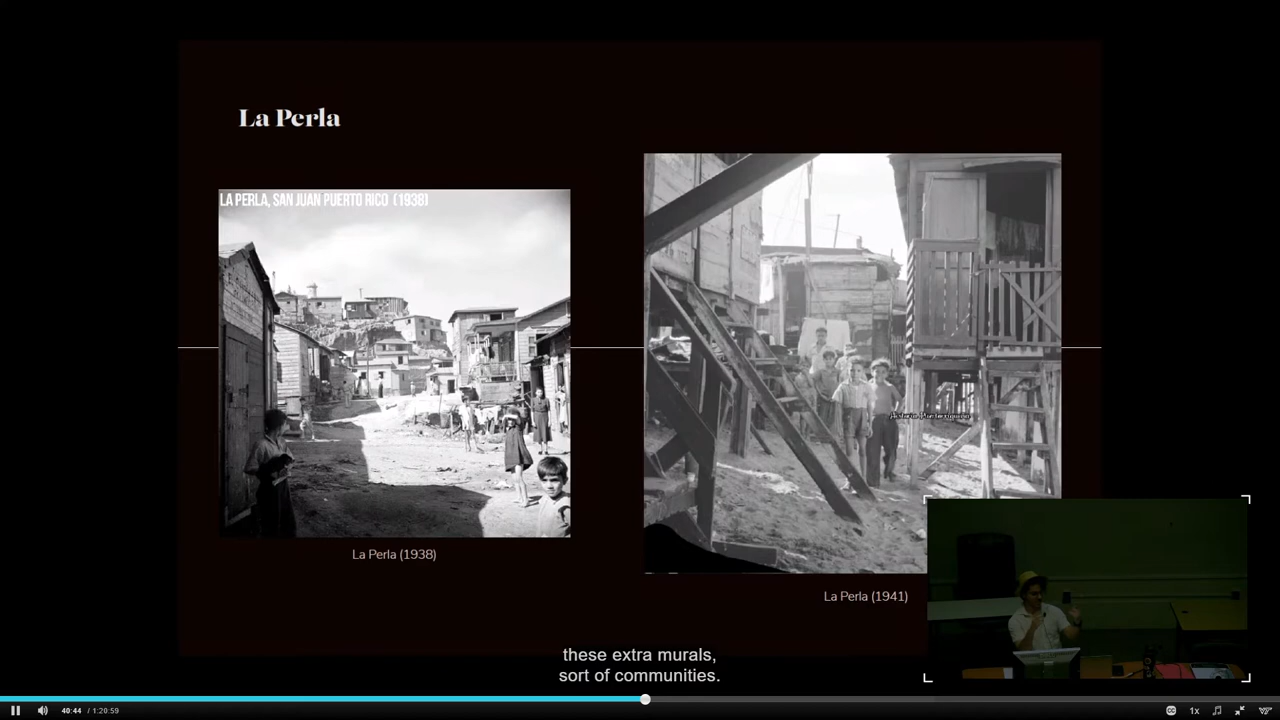 La Perla
LA PERLA, SAN JUAN PUERTO RICO (1938)
La Perla (1938)
La Perla (1941)
these extra murals,
sort of communities.
40:44 / 1:20:59
CC
1x